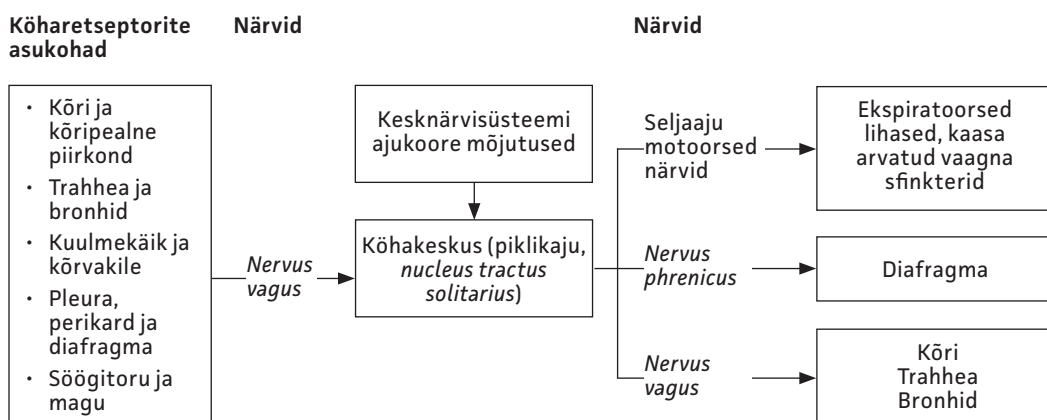 Köharetseptorite
asukohad
Närvid
Närvid
• Kõri ja
kõripealne
piirkond
• Trahhea ja
bronhid
• Kuulmekäik ja
kõrvakile
• Pleura,
perikard ja
diafragma
• Söögitoru ja
magu
Nervus
vagus
Kesknärvisüsteemi
ajukoore mõjutused
Köhakeskus (piklikaju,
nucleus tractus
solitarius)
Seljaaju
motoorsed
närvid
Ekspiratoorsed
lihased, kaasa
arvatud vaagna
sfinkterid
Nervus
phrenicus
Diafragma
Nervus
vagus
Kõri
Trahhea
Bronhid